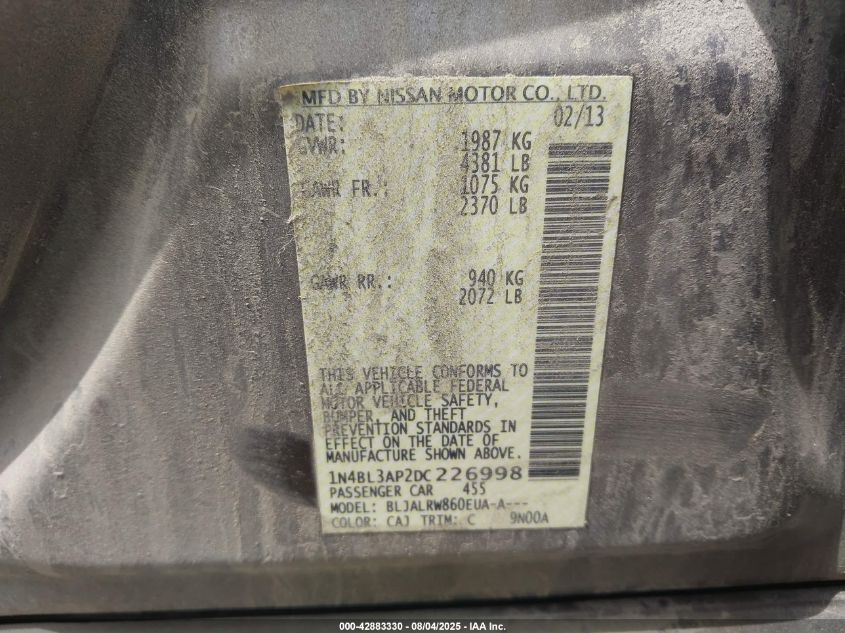 MFD BY NISSAN MOTOR CO., LTD.
DATE: 02/13
GVWR: 1987 KG
4381 LB
GAWR FR.: 1075 KG
2370 LB
GAWR RR.: 940 KG
2072 LB
THIS VEHICLE CONFORMS TO
ALL APPLICABLE FEDERAL
MOTOR VEHICLE SAFETY,
BUMPER, AND THEFT
PREVENTION STANDARDS IN
EFFECT ON THE DATE OF
MANUFACTURE SHOWN ABOVE.
1N4BL3AP2DC226998
PASSENGER CAR 455
MODEL: BLJALRW860EUA-A---
COLOR: CAJ TRIM: C 9N00A
000-42883330 - 08/04/2025 - IAA Inc.